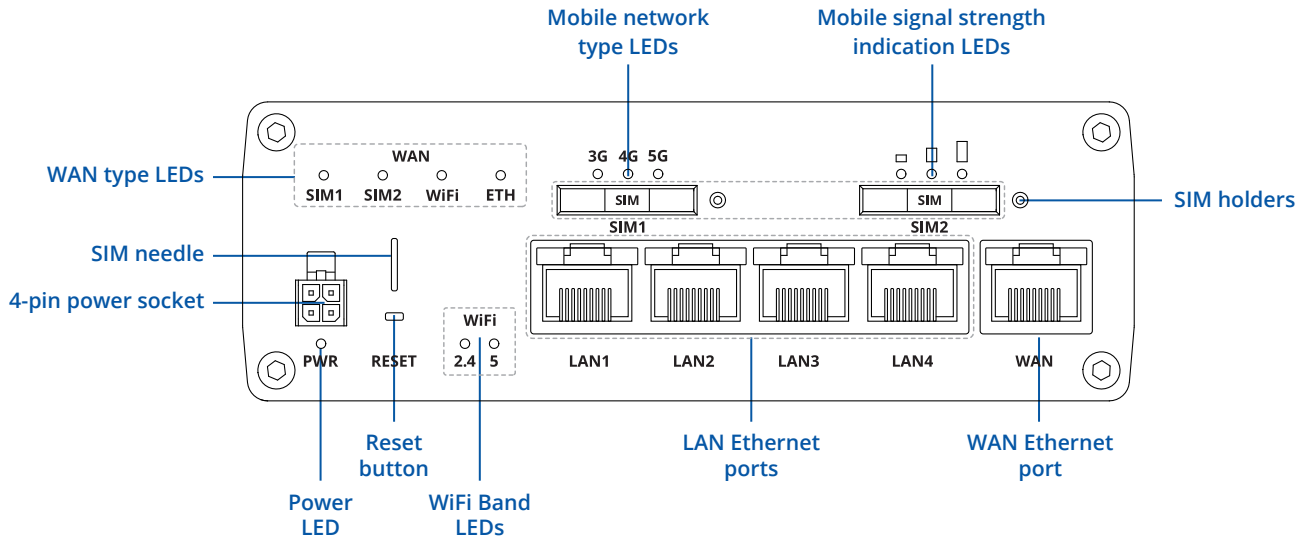 Mobile network
type LEDs
Mobile signal strength
indication LEDs
WAN type LEDs
WAN
SIM1 SIM2 WiFi ETH
3G 4G 5G
SIM
SIM1
SIM
SIM2
SIM holders
SIM needle
4-pin power socket
PWR
RESET
WiFi
2.4 5
LAN1
LAN2
LAN3
LAN4
WAN
Reset
button
LAN Ethernet
ports
WAN Ethernet
port
Power
LED
WiFi Band
LEDs